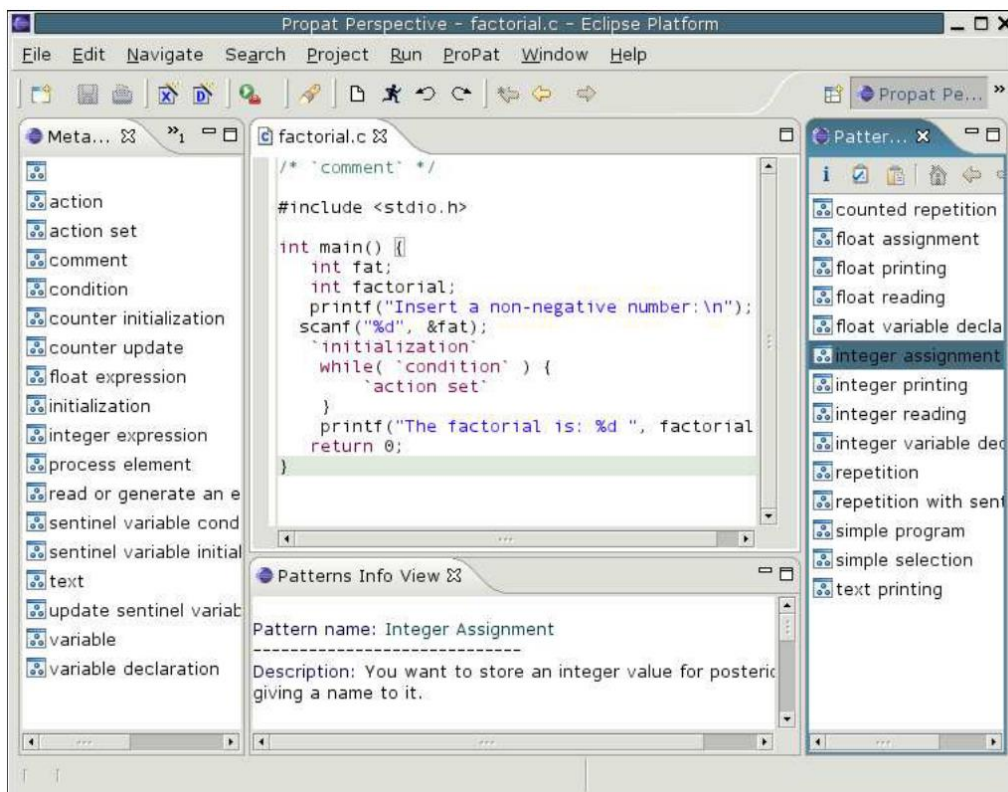 Propat Perspective - factorial.c - Eclipse Platform
File Edit Navigate Search Project Run ProPat Window Help
Propat Pe... »
Meta... »1
action
action set
comment
condition
counter initialization
counter update
float expression
initialization
integer expression
process element
read or generate an e
sentinel variable cond
sentinel variable initial
text
update sentinel variab
variable
variable declaration
factorial.c
/* `comment` */
#include <stdio.h>
int main() {
int fat;
int factorial;
printf("Insert a non-negative number:\n");
scanf("%d", &fat);
`initialization`
while( `condition` ) {
`action set`
}
printf("The factorial is: %d ", factorial
return 0;
}
Patterns Info View
Pattern name: Integer Assignment
-----------------------------
Description: You want to store an integer value for posteric
giving a name to it.
Patter...
counted repetition
float assignment
float printing
float reading
float variable decla
integer assignment
integer printing
integer reading
integer variable dec
repetition
repetition with sent
simple program
simple selection
text printing